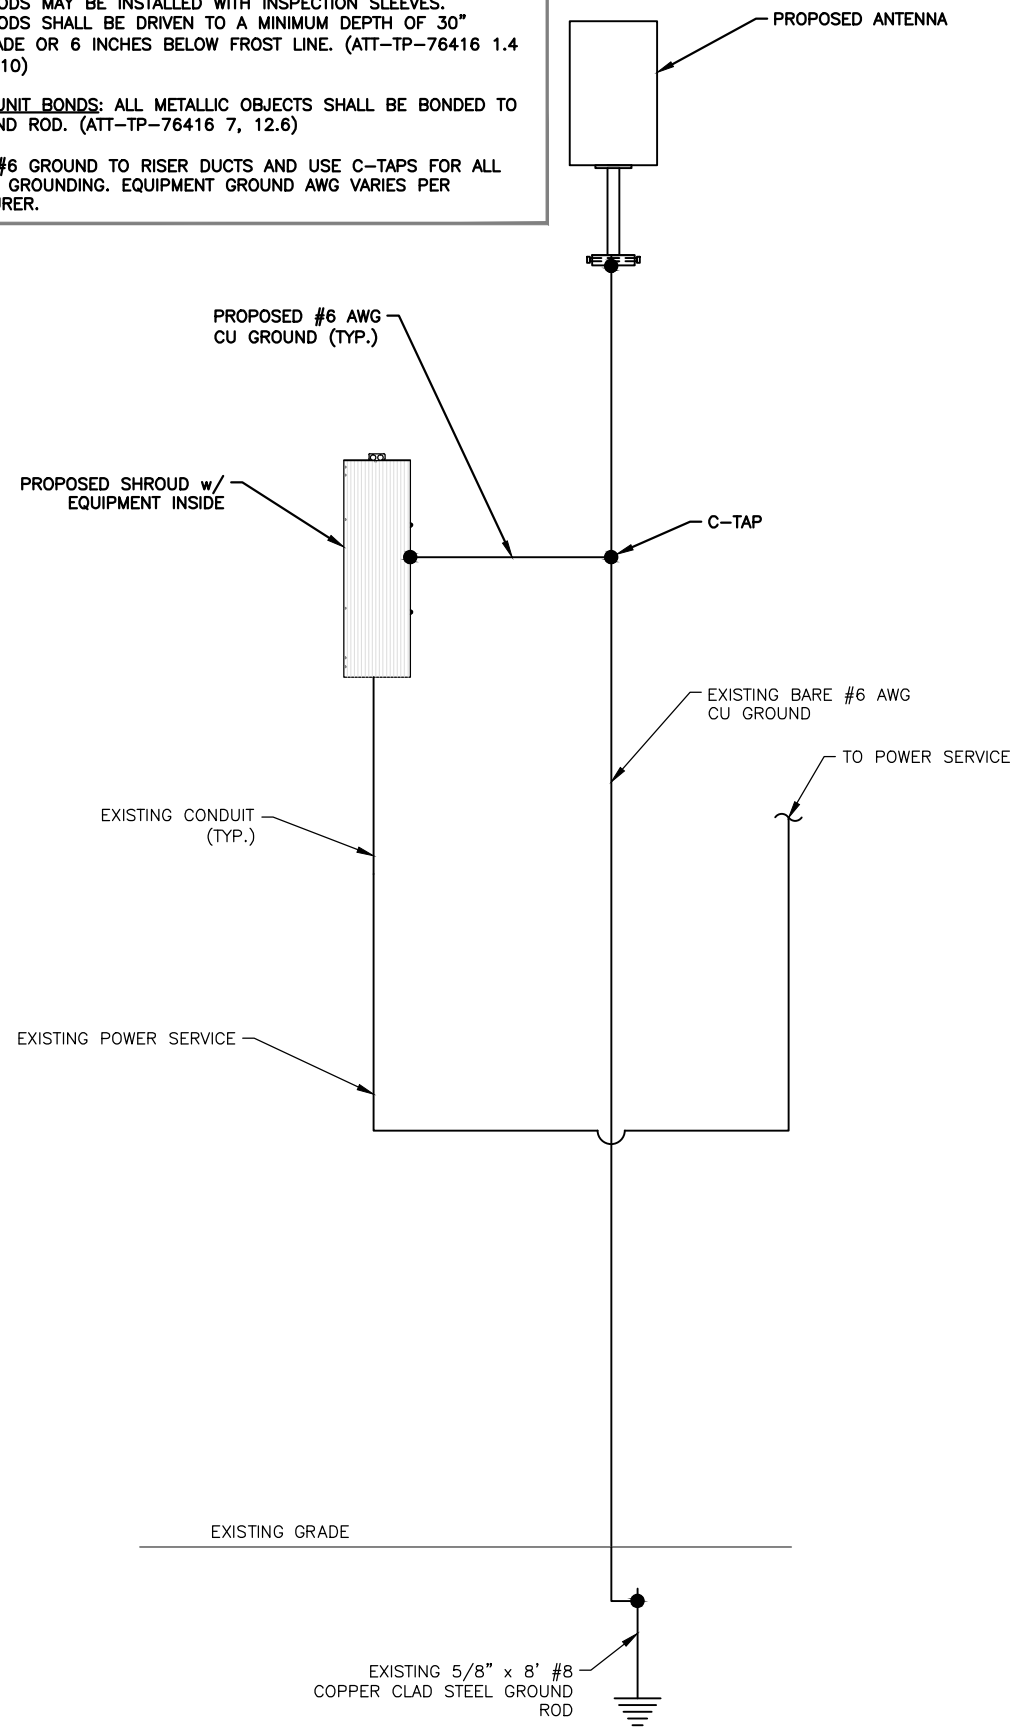 MAY BE INSTALLED WITH INSPECTION SLEEVES.
SHALL BE DRIVEN TO A MINIMUM DEPTH OF 30"
OR 6 INCHES BELOW FROST LINE. (ATT-TP-76416 1.4
10)
UNIT BONDS: ALL METALLIC OBJECTS SHALL BE BONDED TO
ROD. (ATT-TP-76416 7, 12.6)
#6 GROUND TO RISER DUCTS AND USE C-TAPS FOR ALL
GROUNDING. EQUIPMENT GROUND AWG VARIES PER
PROPOSED ANTENNA
PROPOSED #6 AWG
CU GROUND (TYP.)
PROPOSED SHROUD w/
EQUIPMENT INSIDE
C-TAP
EXISTING BARE #6 AWG
CU GROUND
TO POWER SERVICE
EXISTING CONDUIT
(TYP.)
EXISTING POWER SERVICE
EXISTING GRADE
EXISTING 5/8" x 8' #8
COPPER CLAD STEEL GROUND
ROD